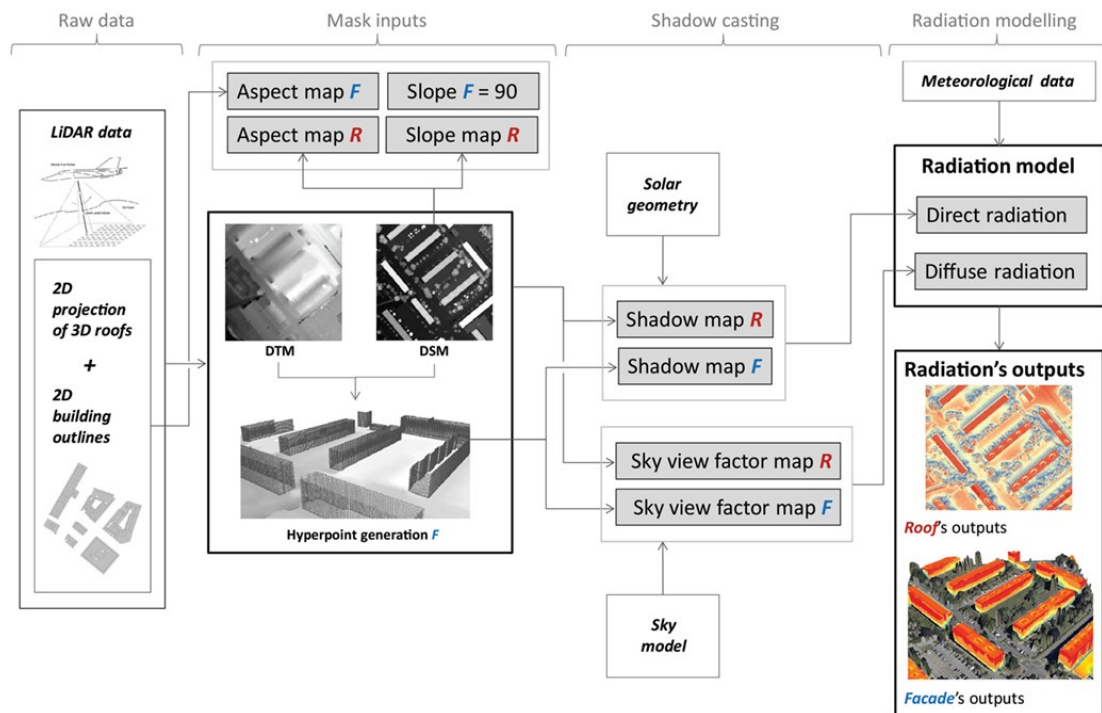 Raw data
Mask inputs
Shadow casting
Radiation modelling
LiDAR data
2D
projection
of 3D roofs
+
2D
building
outlines
Aspect map F
Slope F = 90
Aspect map R
Slope map R
DTM
DSM
Hyperpoint generation F
Solar
geometry
Shadow map R
Shadow map F
Sky view factor map R
Sky view factor map F
Sky
model
Meteorological data
Radiation model
Direct radiation
Diffuse radiation
Radiation's outputs
Roof's outputs
Facade's outputs